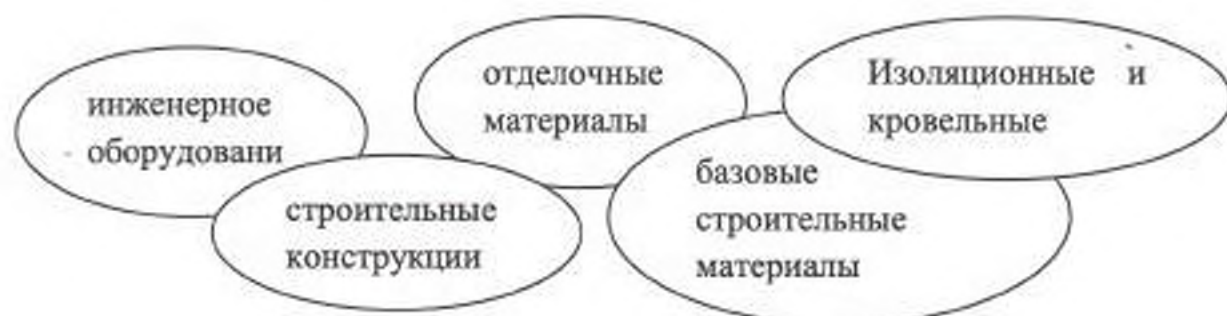 инженерное
оборудовани
строительные
конструкции
отделочные
материалы
базовые
строительные
материалы
Изоляционные и
кровельные